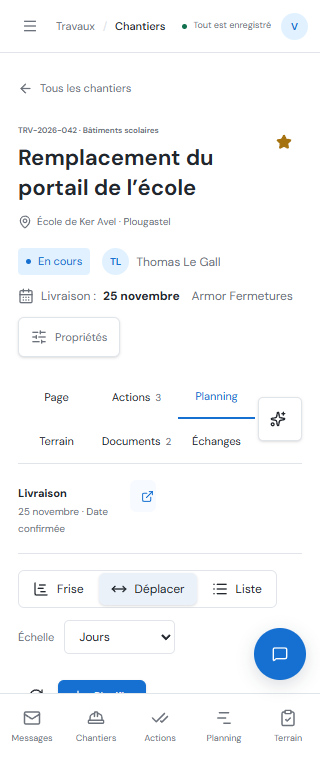 Travaux / Chantiers
Tout est enregistré
V
Tous les chantiers
TRV-2026-042 · Bâtiments scolaires
Remplacement du
portail de l’école
École de Ker Avel · Plougastel
En cours
TL
Thomas Le Gall
Livraison : 25 novembre Armor Fermetures
Propriétés
Page
Actions 3
Planning
Terrain
Documents 2
Échanges
Livraison
25 novembre · Date
confirmée
Frise
Déplacer
Liste
Échelle
Jours
Messages
Chantiers
Actions
Planning
Terrain